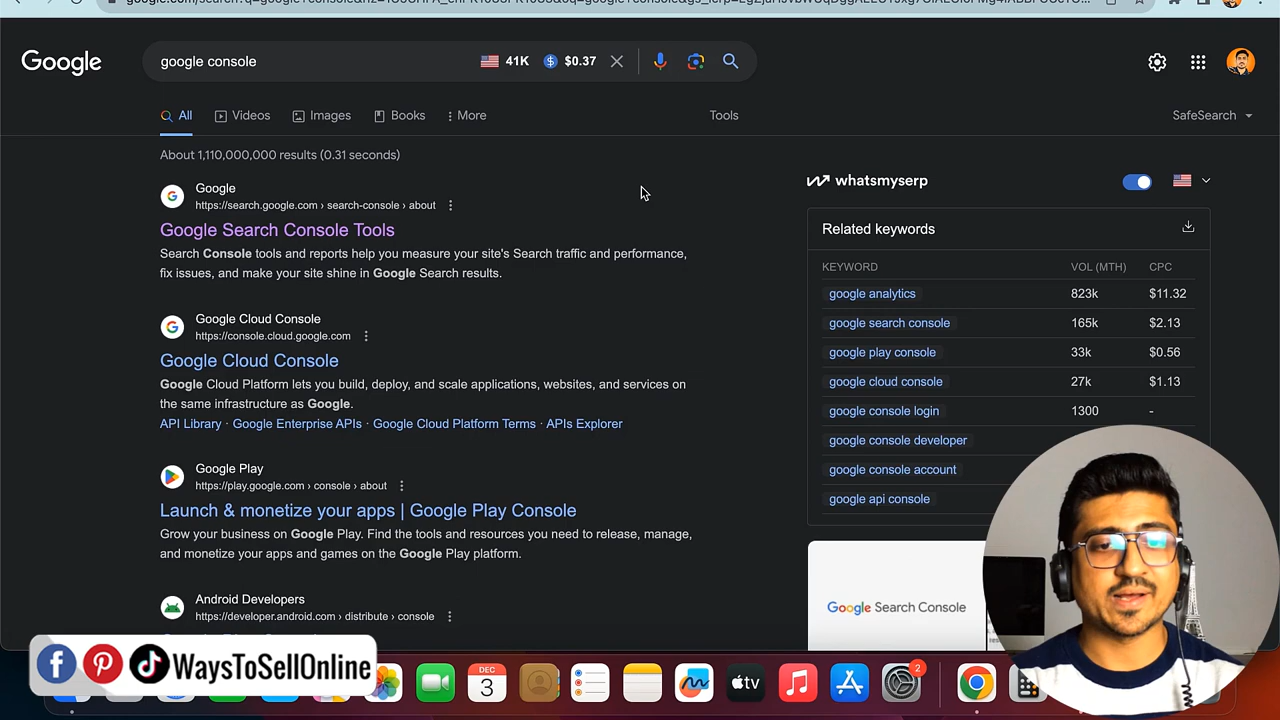 Google
google console
41K
$0.37
All
Videos
Images
Books
More
Tools
SafeSearch
About 1,110,000,000 results (0.31 seconds)
Google
https://search.google.com › search-console › about
Google Search Console Tools
Search Console tools and reports help you measure your site's Search traffic and performance,
fix issues, and make your site shine in Google Search results.
Google Cloud Console
https://console.cloud.google.com
Google Cloud Console
Google Cloud Platform lets you build, deploy, and scale applications, websites, and services on
the same infrastructure as Google.
API Library · Google Enterprise APIs · Google Cloud Platform Terms · APIs Explorer
Google Play
https://play.google.com › console › about
Launch & monetize your apps | Google Play Console
Grow your business on Google Play. Find the tools and resources you need to release, manage,
and monetize your apps and games on the Google Play platform.
Android Developers
https://developer.android.com › distribute › console
whatsmyserp
Related keywords
KEYWORD VOL (MTH) CPC
google analytics 823k $11.32
google search console 165k $2.13
google play console 33k $0.56
google cloud console 27k $1.13
google console login 1300 -
google console developer
google console account
google api console
Google Search Console
WaysToSellOnline
DEC
3
tv
2